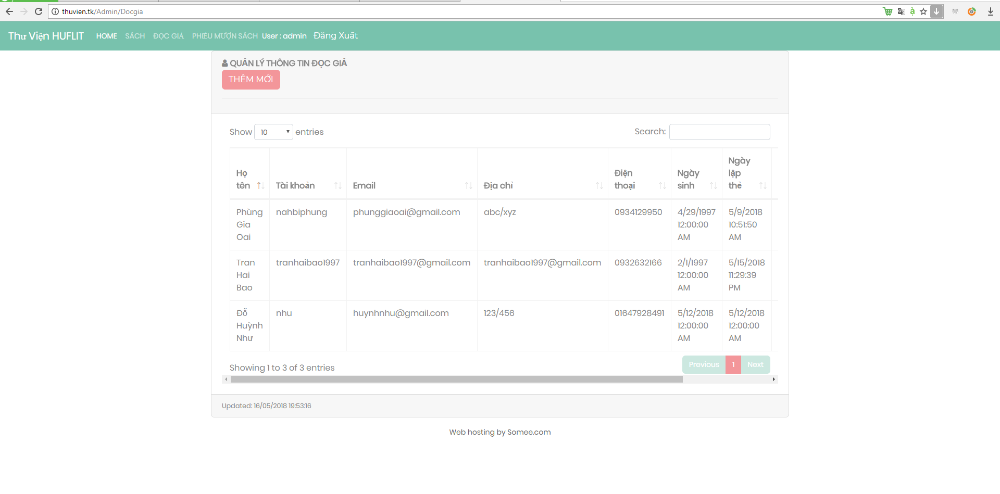 thuvien.tk/Admin/Docgia
Thư Viện HUFLIT HOME SÁCH ĐỌC GIẢ PHIẾU MƯỢN SÁCH User : admin Đăng Xuất
QUẢN LÝ THÔNG TIN ĐỌC GIẢ
THÊM MỚI
Show 10 entries Search:
Họ tên Tài khoản Email Địa chỉ Điện thoại Ngày sinh Ngày lập thẻ
Phùng Gia Oai nahbiphung phunggiaoai@gmail.com abc/xyz 0934129950 4/29/1997 12:00:00 AM 5/9/2018 10:51:50 AM
Tran Hai Bao tranhaibao1997 tranhaibao1997@gmail.com tranhaibao1997@gmail.com 0932632166 2/1/1997 12:00:00 AM 5/15/2018 11:29:39 PM
Đỗ Huỳnh Như nhu huynhnhu@gmail.com 123/456 01647928491 5/12/2018 12:00:00 AM 5/12/2018 12:00:00 AM
Showing 1 to 3 of 3 entries Previous 1 Next
Updated: 16/05/2018 19:53:16
Web hosting by Somee.com